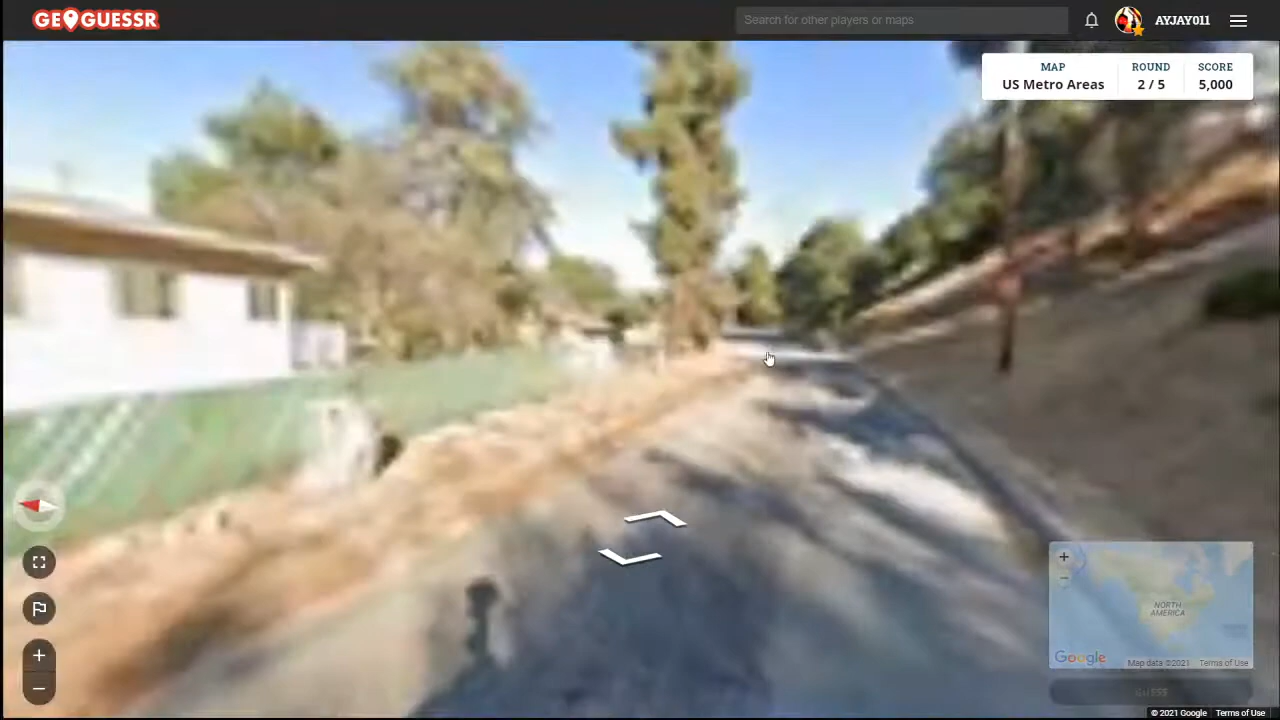 GEOGUESSR
Search for other players or maps
AYJAY011
MAP
US Metro Areas
ROUND
2 / 5
SCORE
5,000
+
−
NORTH
AMERICA
Google
Map data ©2021
Terms of Use
GUESS
+
−
© 2021 Google
Terms of Use